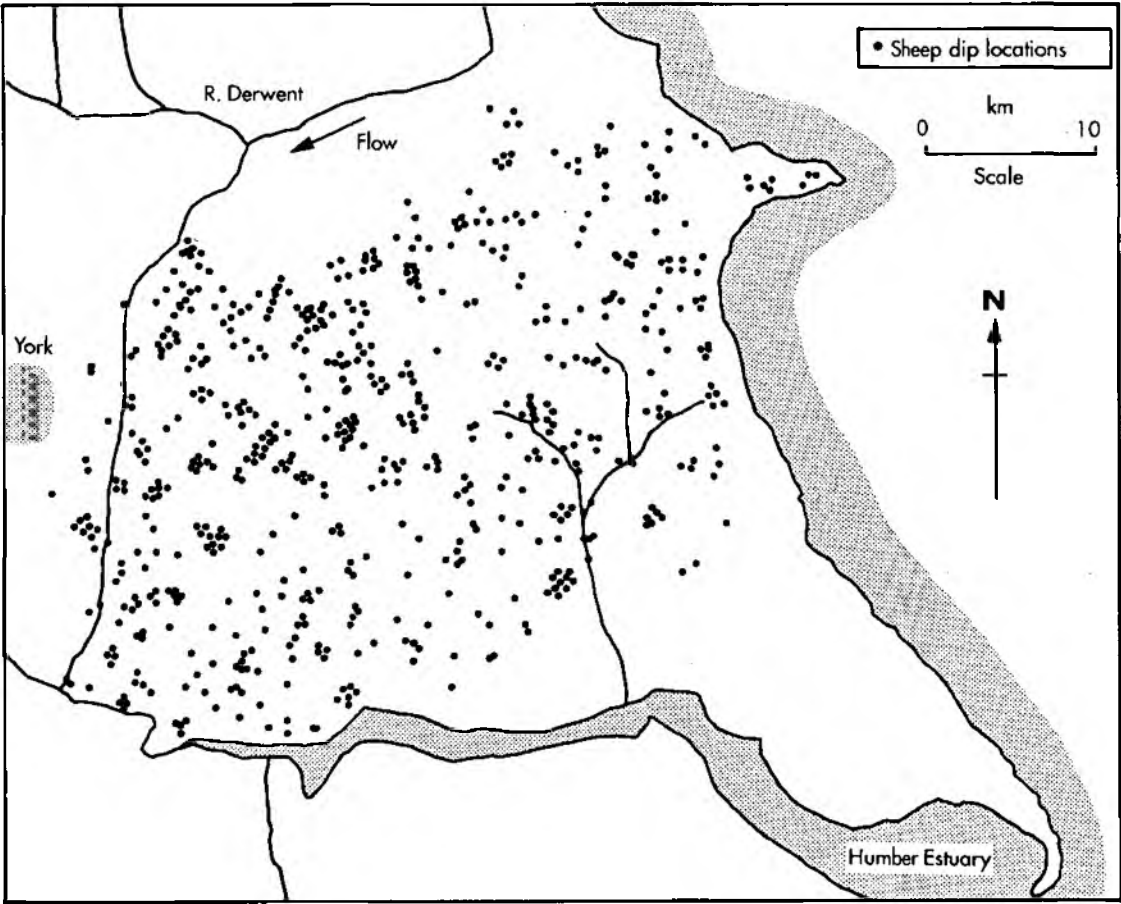 • Sheep dip locations
R. Derwent
km
0 10
Flow
Scale
N
York
Humber Estuary